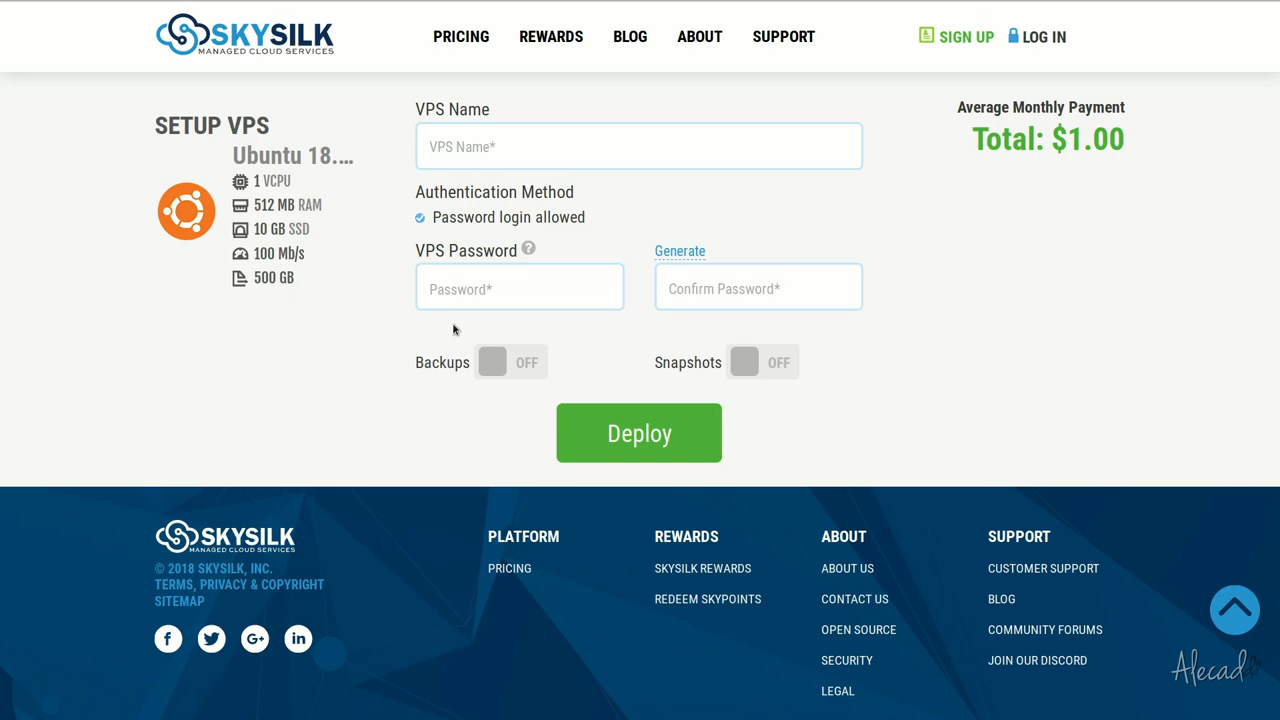 SKYSILK
MANAGED CLOUD SERVICES
PRICING REWARDS BLOG ABOUT SUPPORT
SIGN UP LOG IN
SETUP VPS
Ubuntu 18....
1 VCPU
512 MB RAM
10 GB SSD
100 Mb/s
500 GB
VPS Name
VPS Name*
Authentication Method
Password login allowed
VPS Password ? Generate
Password* Confirm Password*
Backups OFF Snapshots OFF
Deploy
Average Monthly Payment
Total: $1.00
SKYSILK
MANAGED CLOUD SERVICES
© 2018 SKYSILK, INC.
TERMS, PRIVACY & COPYRIGHT
SITEMAP
f G+ in
PLATFORM
PRICING
REWARDS
SKYSILK REWARDS
REDEEM SKYPOINTS
ABOUT
ABOUT US
CONTACT US
OPEN SOURCE
SECURITY
LEGAL
SUPPORT
CUSTOMER SUPPORT
BLOG
COMMUNITY FORUMS
JOIN OUR DISCORD
Alecad